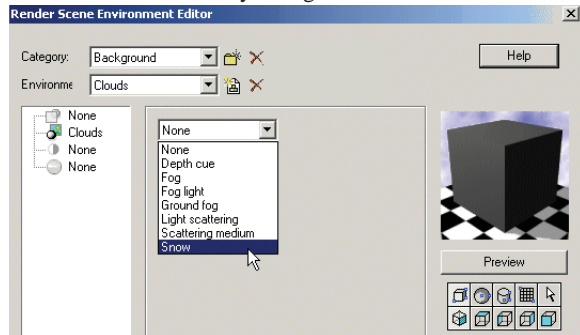 Render Scene Environment Editor
Category: Background
Help
Environme Clouds
None
Clouds
None
None
None
None
Depth cue
Fog
Fog light
Ground fog
Light scattering
Scattering medium
Snow
Preview